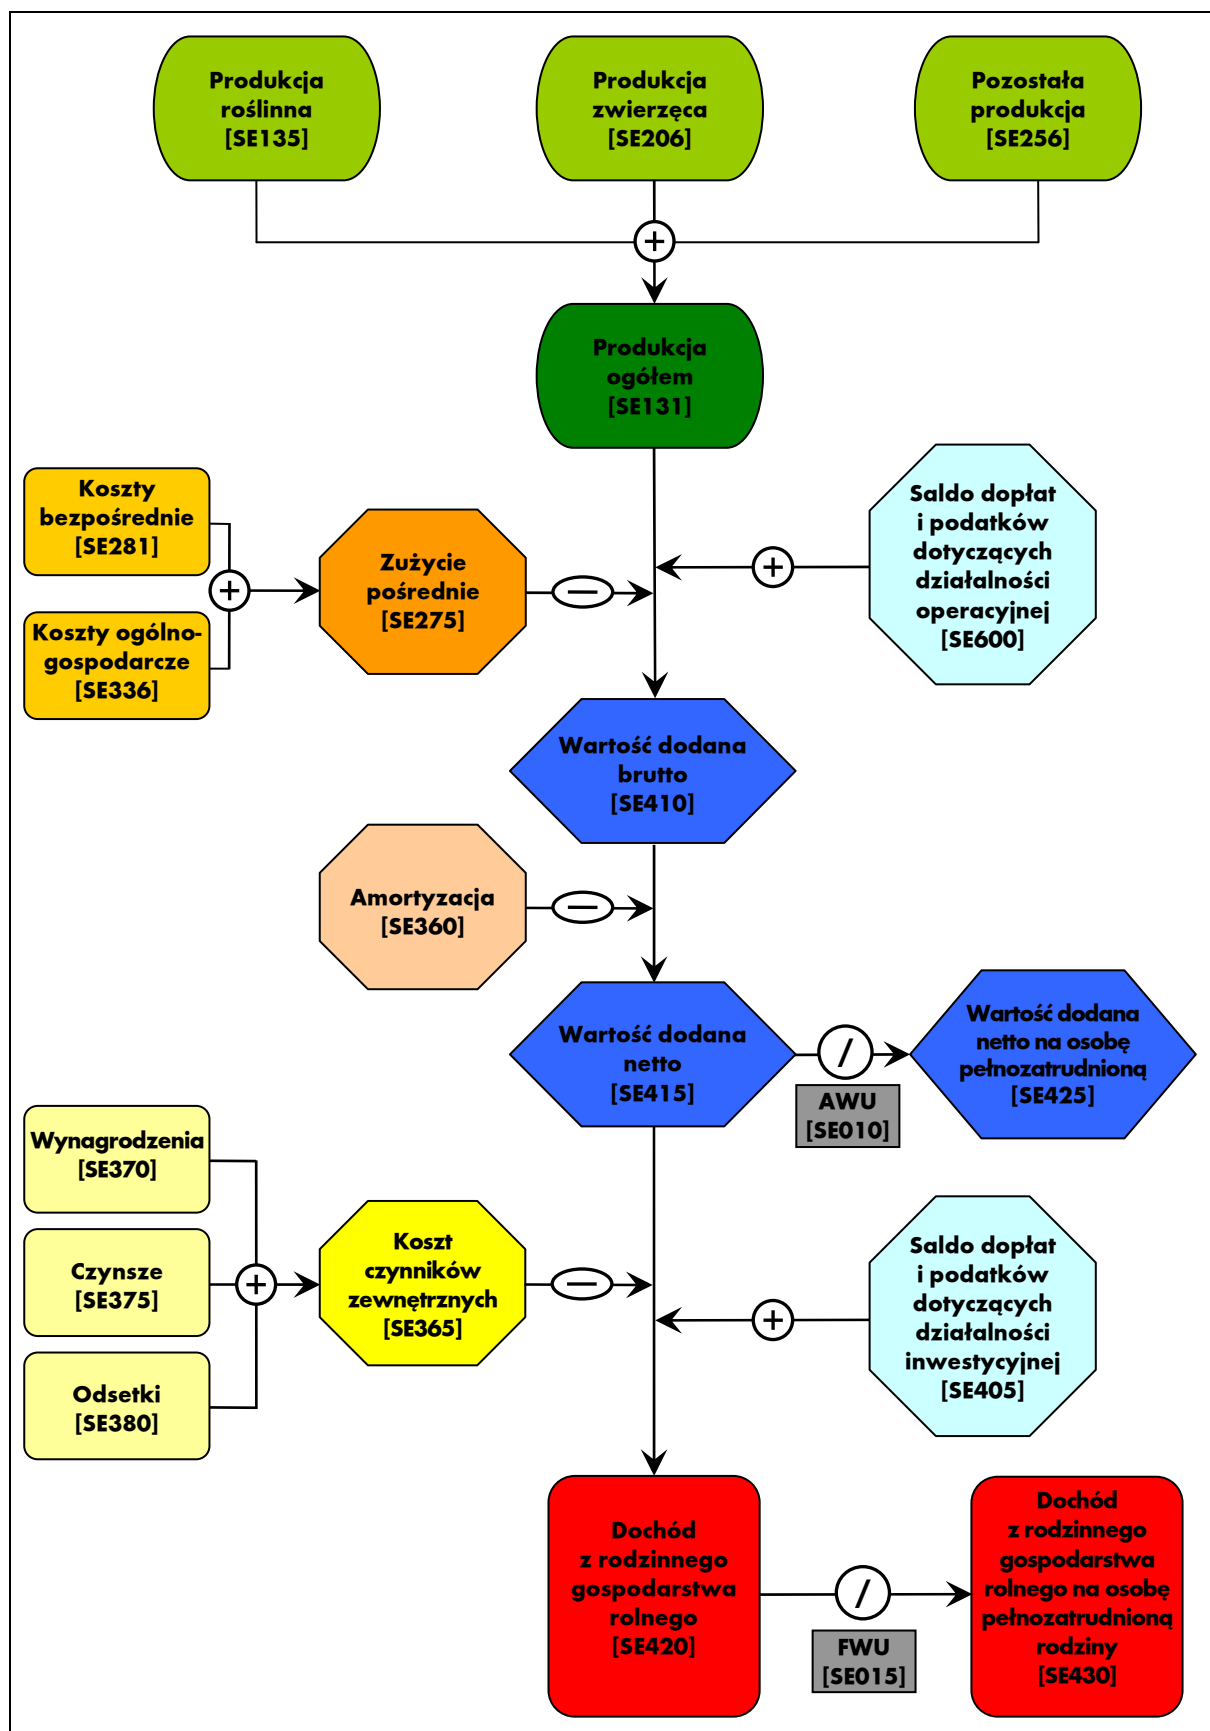 Produkcja
roślinna
[SE135]
Produkcja
zwierzęca
[SE206]
Pozostała
produkcja
[SE256]
+
Produkcja
ogółem
[SE131]
Koszty
bezpośrednie
[SE281]
Koszty ogólno-
gospodarcze
[SE336]
+
Zużycie
pośrednie
[SE275]
—
+
Saldo dopłat
i podatków
dotyczących
działalności
operacyjnej
[SE600]
Wartość dodana
brutto
[SE410]
Amortyzacja
[SE360]
—
Wartość dodana
netto
[SE415]
/
AWU
[SE010]
Wartość dodana
netto na osobę
pełnozatrudnioną
[SE425]
Wynagrodzenia
[SE370]
Czynsze
[SE375]
Odsetki
[SE380]
+
Koszt
czynników
zewnętrznych
[SE365]
—
+
Saldo dopłat
i podatków
dotyczących
działalności
inwestycyjnej
[SE405]
Dochód
z rodzinnego
gospodarstwa
rolnego
[SE420]
/
FWU
[SE015]
Dochód
z rodzinnego
gospodarstwa
rolnego na osobę
pełnozatrudnioną
rodziny
[SE430]